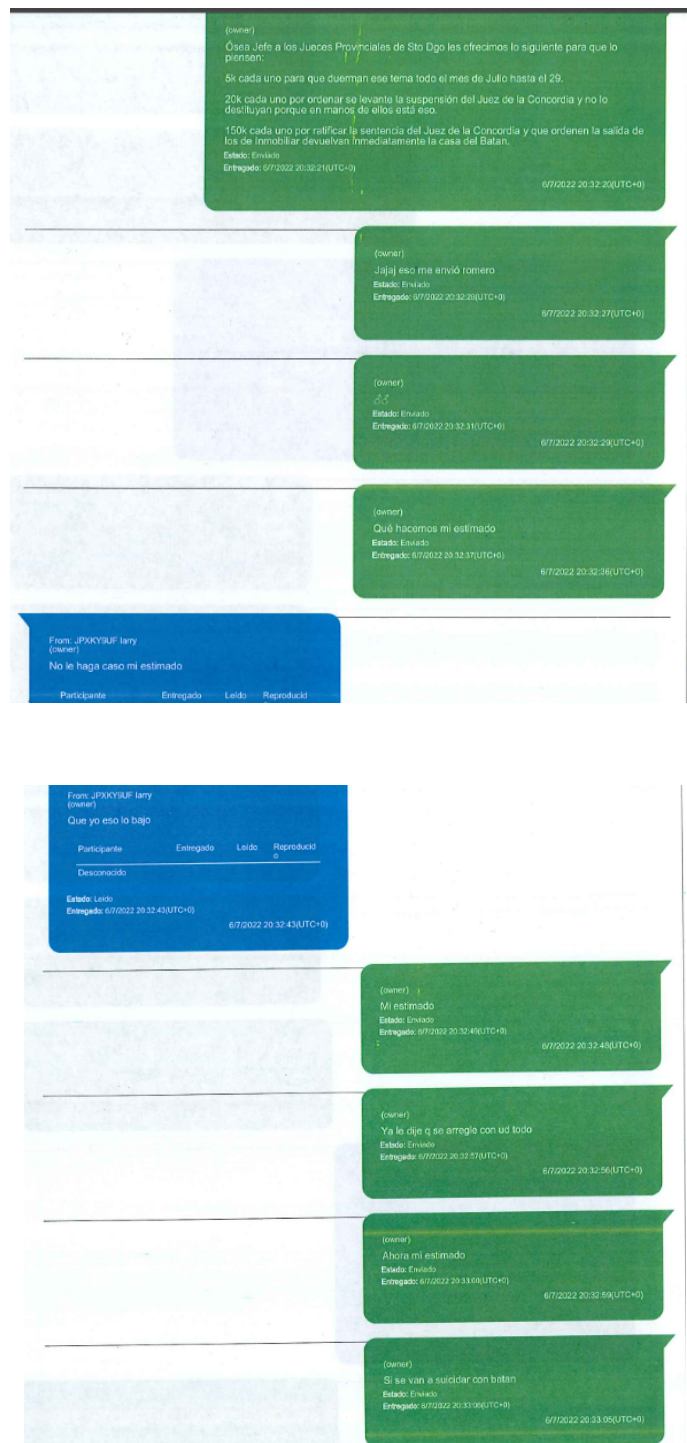 (owner)
Ósea Jefe a los Jueces Provinciales de Sto Dgo les ofrecimos lo siguiente para que lo
piensen:
5k cada uno para que duerman ese tema todo el mes de Julio hasta el 29.
20k cada uno por ordenar se levante la suspensión del Juez de la Concordia y no lo
destituyan porque en manos de ellos está eso.
150k cada uno por ratificar la sentencia del Juez de la Concordia y que ordenen la salida de
los de Inmobiliar devuelvan inmediatamente la casa del Batan.
Estado: Enviado
Entregado: 6/7/2022 20:32:21(UTC+0)
6/7/2022 20:32:20(UTC+0)
(owner)
Jajaj eso me envió romero
Estado: Enviado
Entregado: 6/7/2022 20:32:28(UTC+0)
6/7/2022 20:32:27(UTC+0)
(owner)
Estado: Enviado
Entregado: 6/7/2022 20:32:31(UTC+0)
6/7/2022 20:32:29(UTC+0)
(owner)
Qué hacemos mi estimado
Estado: Enviado
Entregado: 6/7/2022 20:32:37(UTC+0)
6/7/2022 20:32:36(UTC+0)
From: JPXKY9UF larry
(owner)
No le haga caso mi estimado
Participante Entregado Leído Reproducid
From: JPXKY9UF larry
(owner)
Que yo eso lo bajo
Participante Entregado Leído Reproducid
o
Desconocido
Estado: Leído
Entregado: 6/7/2022 20:32:43(UTC+0)
6/7/2022 20:32:43(UTC+0)
(owner)
Mi estimado
Estado: Enviado
Entregado: 6/7/2022 20:32:49(UTC+0)
6/7/2022 20:32:48(UTC+0)
(owner)
Ya le dije q se arregle con ud todo
Estado: Enviado
Entregado: 6/7/2022 20:32:57(UTC+0)
6/7/2022 20:32:56(UTC+0)
(owner)
Ahora mi estimado
Estado: Enviado
Entregado: 6/7/2022 20:33:00(UTC+0)
6/7/2022 20:32:59(UTC+0)
(owner)
Si se van a suicidar con batan
Estado: Enviado
Entregado: 6/7/2022 20:33:06(UTC+0)
6/7/2022 20:33:05(UTC+0)